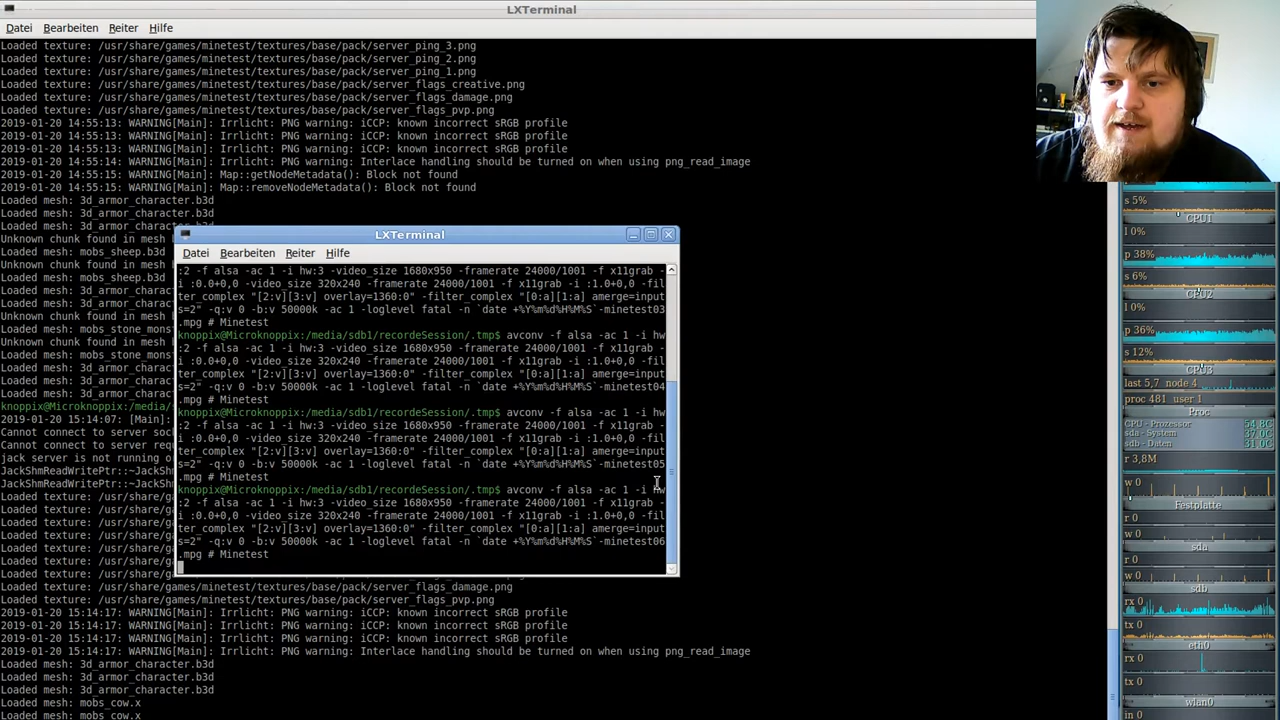 LXTerminal
Datei Bearbeiten Reiter Hilfe
Loaded texture: /usr/share/games/minetest/textures/base/pack/server_ping_3.png
Loaded texture: /usr/share/games/minetest/textures/base/pack/server_ping_2.png
Loaded texture: /usr/share/games/minetest/textures/base/pack/server_ping_1.png
Loaded texture: /usr/share/games/minetest/textures/base/pack/server_flags_creative.png
Loaded texture: /usr/share/games/minetest/textures/base/pack/server_flags_damage.png
Loaded texture: /usr/share/games/minetest/textures/base/pack/server_flags_pvp.png
2019-01-20 14:55:13: WARNING[Main]: Irrlicht: PNG warning: iCCP: known incorrect sRGB profile
2019-01-20 14:55:13: WARNING[Main]: Irrlicht: PNG warning: iCCP: known incorrect sRGB profile
2019-01-20 14:55:13: WARNING[Main]: Irrlicht: PNG warning: iCCP: known incorrect sRGB profile
2019-01-20 14:55:14: WARNING[Main]: Irrlicht: PNG warning: Interlace handling should be turned on when using png_read_image
2019-01-20 14:55:15: WARNING[Main]: Map::getNodeMetadata(): Block not found
2019-01-20 14:55:15: WARNING[Main]: Map::removeNodeMetadata(): Block not found
Loaded mesh: 3d_armor_character.b3d
Loaded mesh: 3d_armor_character.b3d
Loaded mesh: 3d_armor_charac
Unknown chunk found in mesh
Loaded mesh: mobs_sheep.b3d
Unknown chunk found in mesh
Loaded mesh: mobs_sheep.b3d
Unknown chunk found in mesh
Loaded mesh: 3d_armor_charac
Unknown chunk found in mesh
Loaded mesh: mobs_stone_mons
Unknown chunk found in mesh
Loaded mesh: mobs_stone_mons
Loaded mesh: 3d_armor_charac
Loaded mesh: 3d_armor_charac
Loaded mesh: 3d_armor_charac
knoppix@Microknoppix:/media/
2019-01-20 15:14:07: [Main]:
Cannot connect to server soc
Cannot connect to server req
jack server is not running o
JackShmReadWritePtr::~JackSh
JackShmReadWritePtr::~JackSh
Loaded texture: /usr/share/g
Loaded texture: /usr/share/g
Loaded texture: /usr/share/g
Loaded texture: /usr/share/g
Loaded texture: /usr/share/g
Loaded texture: /usr/share/g
LXTerminal
Datei Bearbeiten Reiter Hilfe
:2 -f alsa -ac 1 -i hw:3 -video_size 1680x950 -framerate 24000/1001 -f x11grab -
i :0.0+0,0 -video_size 320x240 -framerate 24000/1001 -f x11grab -i :1.0+0,0 -fil
ter_complex "[2:v][3:v] overlay=1360:0" -filter_complex "[0:a][1:a] amerge=input
s=2" -q:v 0 -b:v 50000k -ac 1 -loglevel fatal -n `date +%Y%m%d%H%M%S`-minetest03
.mpg # Minetest
knoppix@Microknoppix:/media/sdb1/recordeSession/.tmp$ avconv -f alsa -ac 1 -i hw
:2 -f alsa -ac 1 -i hw:3 -video_size 1680x950 -framerate 24000/1001 -f x11grab -
i :0.0+0,0 -video_size 320x240 -framerate 24000/1001 -f x11grab -i :1.0+0,0 -fil
ter_complex "[2:v][3:v] overlay=1360:0" -filter_complex "[0:a][1:a] amerge=input
s=2" -q:v 0 -b:v 50000k -ac 1 -loglevel fatal -n `date +%Y%m%d%H%M%S`-minetest04
.mpg # Minetest
knoppix@Microknoppix:/media/sdb1/recordeSession/.tmp$ avconv -f alsa -ac 1 -i hw
:2 -f alsa -ac 1 -i hw:3 -video_size 1680x950 -framerate 24000/1001 -f x11grab -
i :0.0+0,0 -video_size 320x240 -framerate 24000/1001 -f x11grab -i :1.0+0,0 -fil
ter_complex "[2:v][3:v] overlay=1360:0" -filter_complex "[0:a][1:a] amerge=input
s=2" -q:v 0 -b:v 50000k -ac 1 -loglevel fatal -n `date +%Y%m%d%H%M%S`-minetest05
.mpg # Minetest
knoppix@Microknoppix:/media/sdb1/recordeSession/.tmp$ avconv -f alsa -ac 1 -i hw
:2 -f alsa -ac 1 -i hw:3 -video_size 1680x950 -framerate 24000/1001 -f x11grab -
i :0.0+0,0 -video_size 320x240 -framerate 24000/1001 -f x11grab -i :1.0+0,0 -fil
ter_complex "[2:v][3:v] overlay=1360:0" -filter_complex "[0:a][1:a] amerge=input
s=2" -q:v 0 -b:v 50000k -ac 1 -loglevel fatal -n `date +%Y%m%d%H%M%S`-minetest06
.mpg # Minetest
Loaded texture: /usr/share/games/minetest/textures/base/pack/server_flags_damage.png
Loaded texture: /usr/share/games/minetest/textures/base/pack/server_flags_pvp.png
2019-01-20 15:14:17: WARNING[Main]: Irrlicht: PNG warning: iCCP: known incorrect sRGB profile
2019-01-20 15:14:17: WARNING[Main]: Irrlicht: PNG warning: iCCP: known incorrect sRGB profile
2019-01-20 15:14:17: WARNING[Main]: Irrlicht: PNG warning: iCCP: known incorrect sRGB profile
2019-01-20 15:14:17: WARNING[Main]: Irrlicht: PNG warning: Interlace handling should be turned on when using png_read_image
Loaded mesh: 3d_armor_character.b3d
Loaded mesh: 3d_armor_character.b3d
Loaded mesh: 3d_armor_character.b3d
Loaded mesh: mobs_cow.x
Loaded mesh: mobs_cow.x
s 5%
CPU1
l 0%
p 38%
s 6%
CPU2
l 0%
p 36%
s 12%
CPU3
last 5,7 node 4
proc 481 user 1
Proc
CPU - Prozessor 54,8C
sda - System 37,0C
sdb - Daten 31,0C
r 3,8M
w 0
Festplatte
r 0
w 0
sda
r 0
w 0
sdb
rx 0
tx 0
eth0
rx 0
tx 0
wlan0
in 0